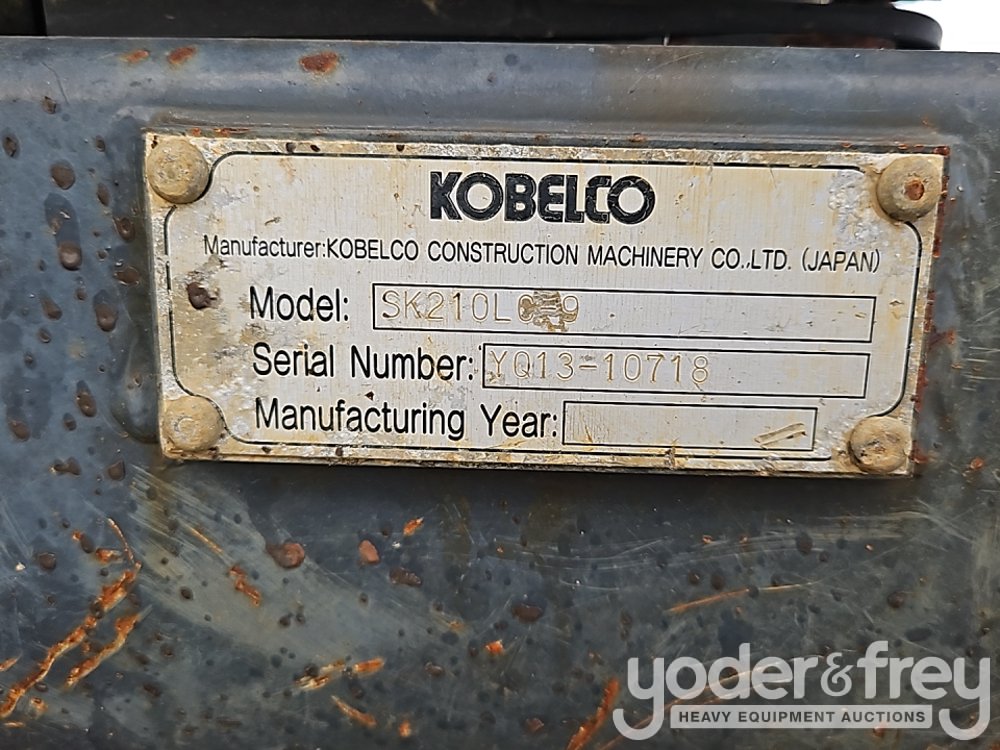 KOBELCO
Manufacturer:KOBELCO CONSTRUCTION MACHINERY CO.,LTD. (JAPAN)
Model:
Serial Number: YQ13-10718
Manufacturing Year:
yoder&frey
HEAVY EQUIPMENT AUCTIONS